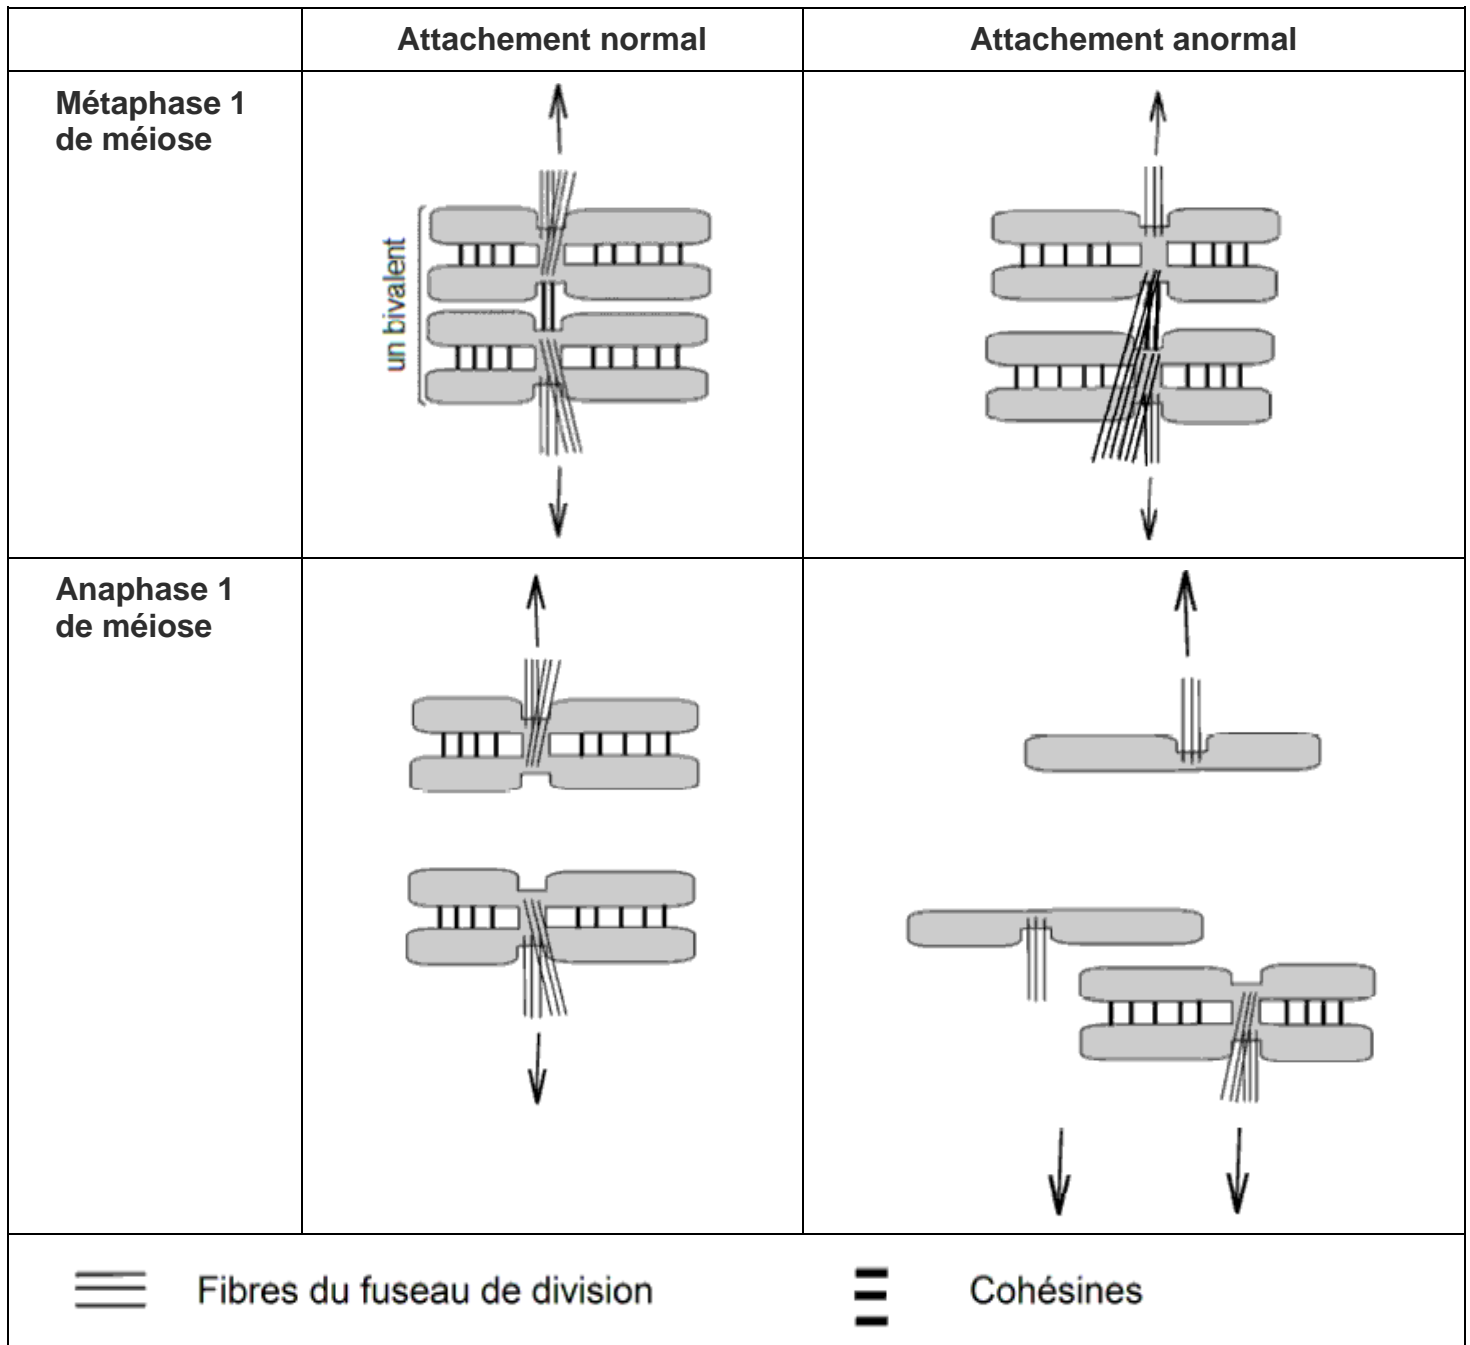 Attachement normal
Attachement anormal
Métaphase 1
de méiose
un bivalent
Anaphase 1
de méiose
Fibres du fuseau de division
Cohésines